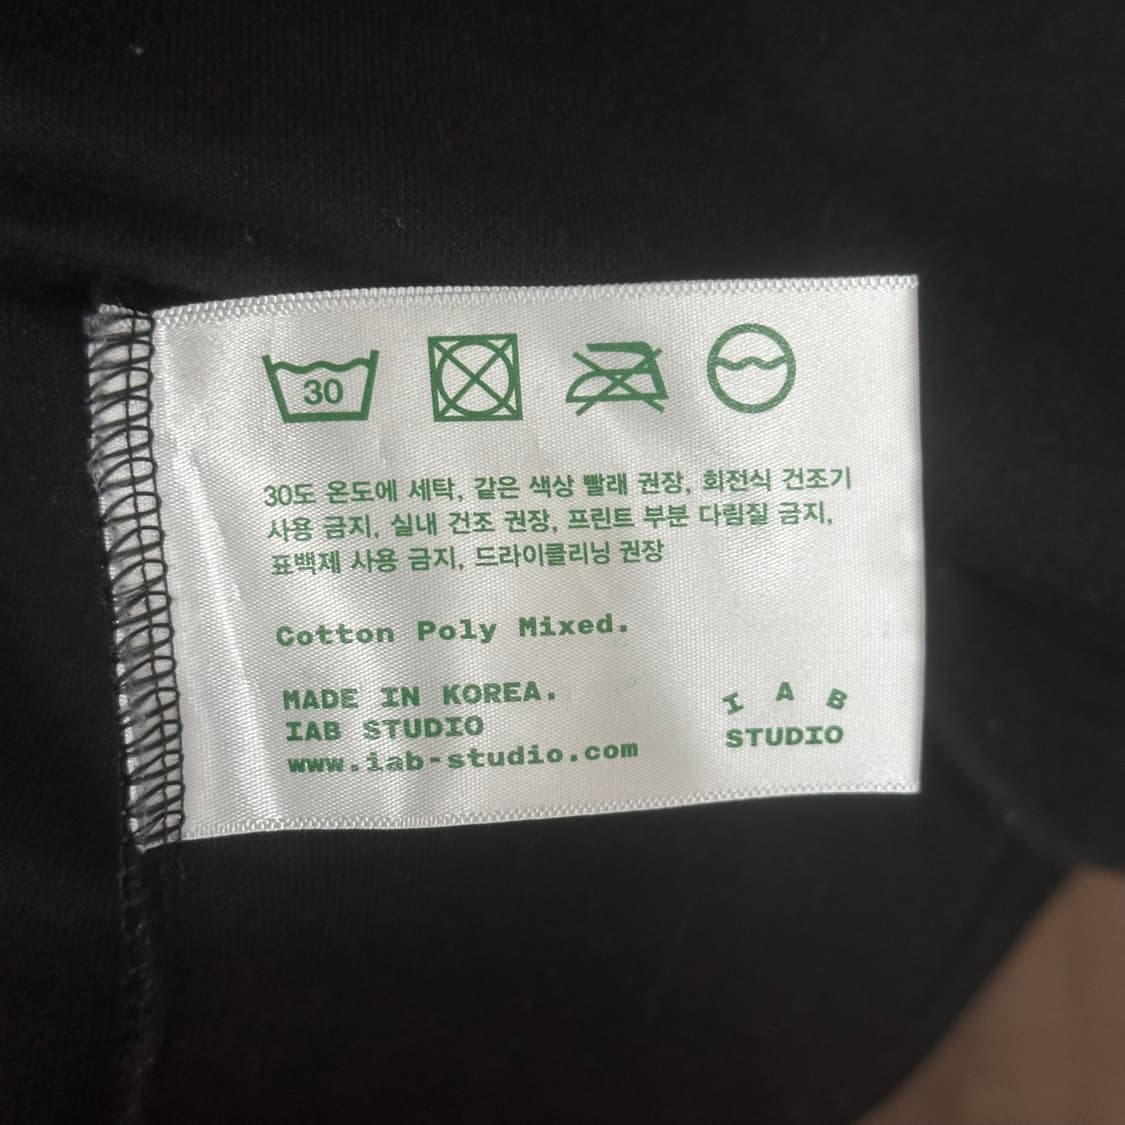 30
30도 온도에 세탁, 같은 색상 빨래 권장, 회전식 건조기
사용 금지, 실내 건조 권장, 프린트 부분 다림질 금지,
표백제 사용 금지, 드라이클리닝 권장
Cotton Poly Mixed.
MADE IN KOREA.
IAB STUDIO
www.iab-studio.com
I A B
STUDIO